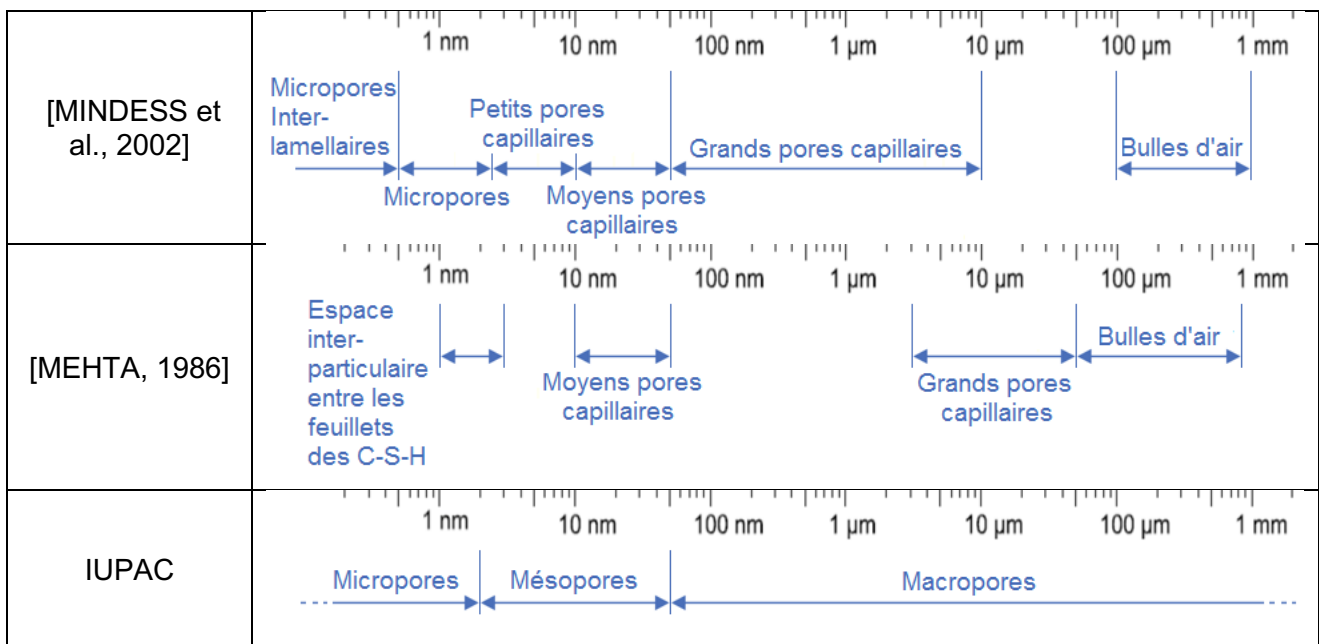 [MINDESS et
al., 2002]
1 nm 10 nm 100 nm 1 µm 10 µm 100 µm 1 mm
Micropores
Inter-
lamellaires
Petits pores
capillaires
Grands pores capillaires
Bulles d'air
Micropores
Moyens pores
capillaires
[MEHTA, 1986]
1 nm 10 nm 100 nm 1 µm 10 µm 100 µm 1 mm
Espace
inter-
particulaire
entre les
feuillets
des C-S-H
Moyens pores
capillaires
Grands pores
capillaires
Bulles d'air
IUPAC
1 nm 10 nm 100 nm 1 µm 10 µm 100 µm 1 mm
Micropores Mésopores Macropores